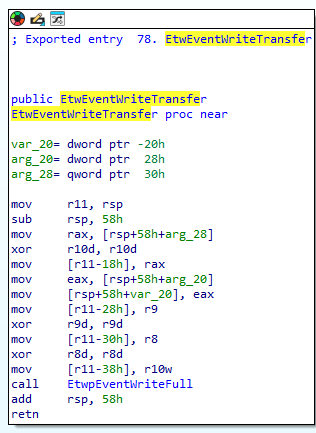 ; Exported entry  78. EtwEventWriteTransfer
public EtwEventWriteTransfer
EtwEventWriteTransfer proc near
var_20= dword ptr -20h
arg_20= dword ptr  28h
arg_28= qword ptr  30h
mov     r11, rsp
sub     rsp, 58h
mov     rax, [rsp+58h+arg_28]
xor     r10d, r10d
mov     [r11-18h], rax
mov     eax, [rsp+58h+arg_20]
mov     [rsp+58h+var_20], eax
mov     [r11-28h], r9
xor     r9d, r9d
mov     [r11-30h], r8
xor     r8d, r8d
mov     [r11-38h], r10w
call    EtwpEventWriteFull
add     rsp, 58h
retn